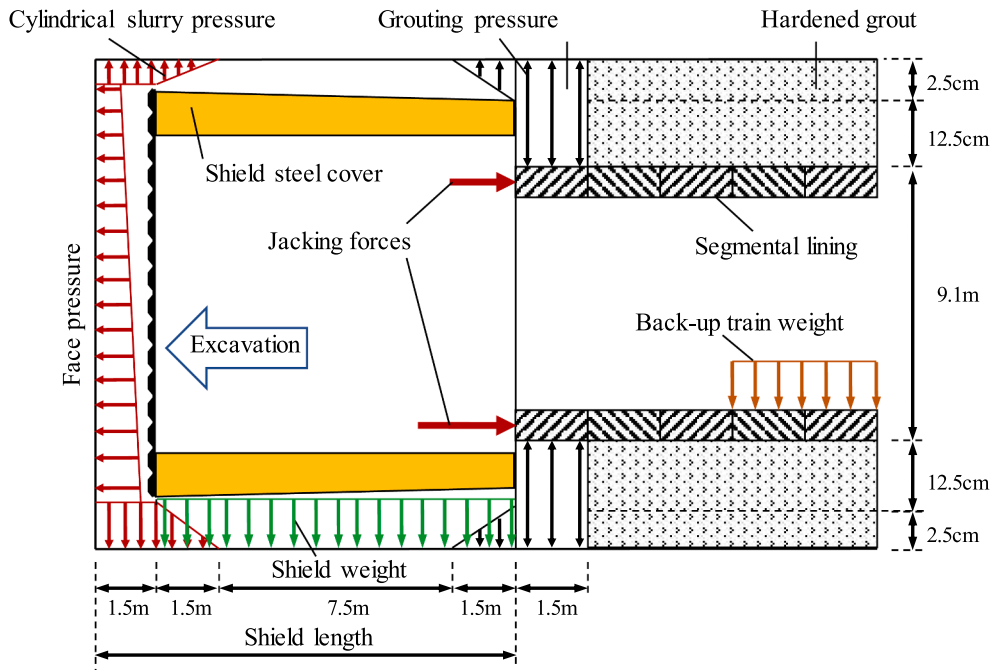 Cylindrical slurry pressure
Grouting pressure
Hardened grout
2.5cm
12.5cm
Shield steel cover
Jacking forces
Segmental lining
9.1m
Face pressure
Excavation
Back-up train weight
12.5cm
2.5cm
Shield weight
1.5m
1.5m
7.5m
1.5m
1.5m
Shield length